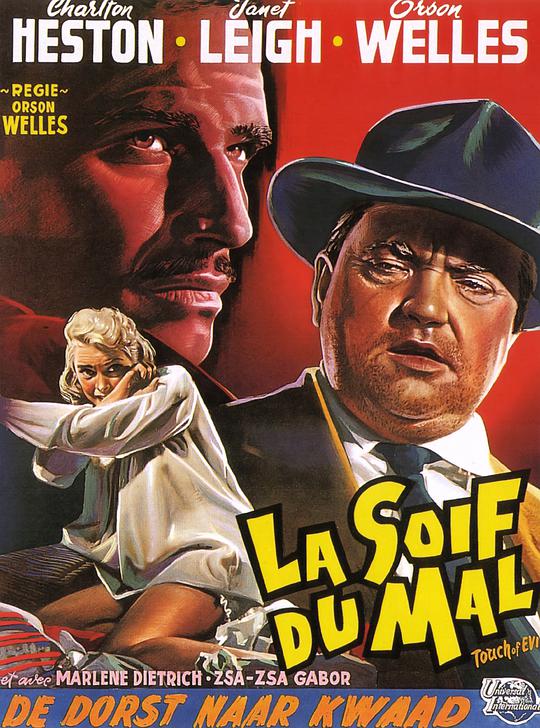 Charlton Janet Orson
HESTON • LEIGH • WELLES
~REGIE~
ORSON
WELLES
LA SOIF
DU MAL
Touch of EVI
et avec MARLENE DIETRICH • ZSA-ZSA GABOR
DE DORST NAAR KWAAD
Universal
International